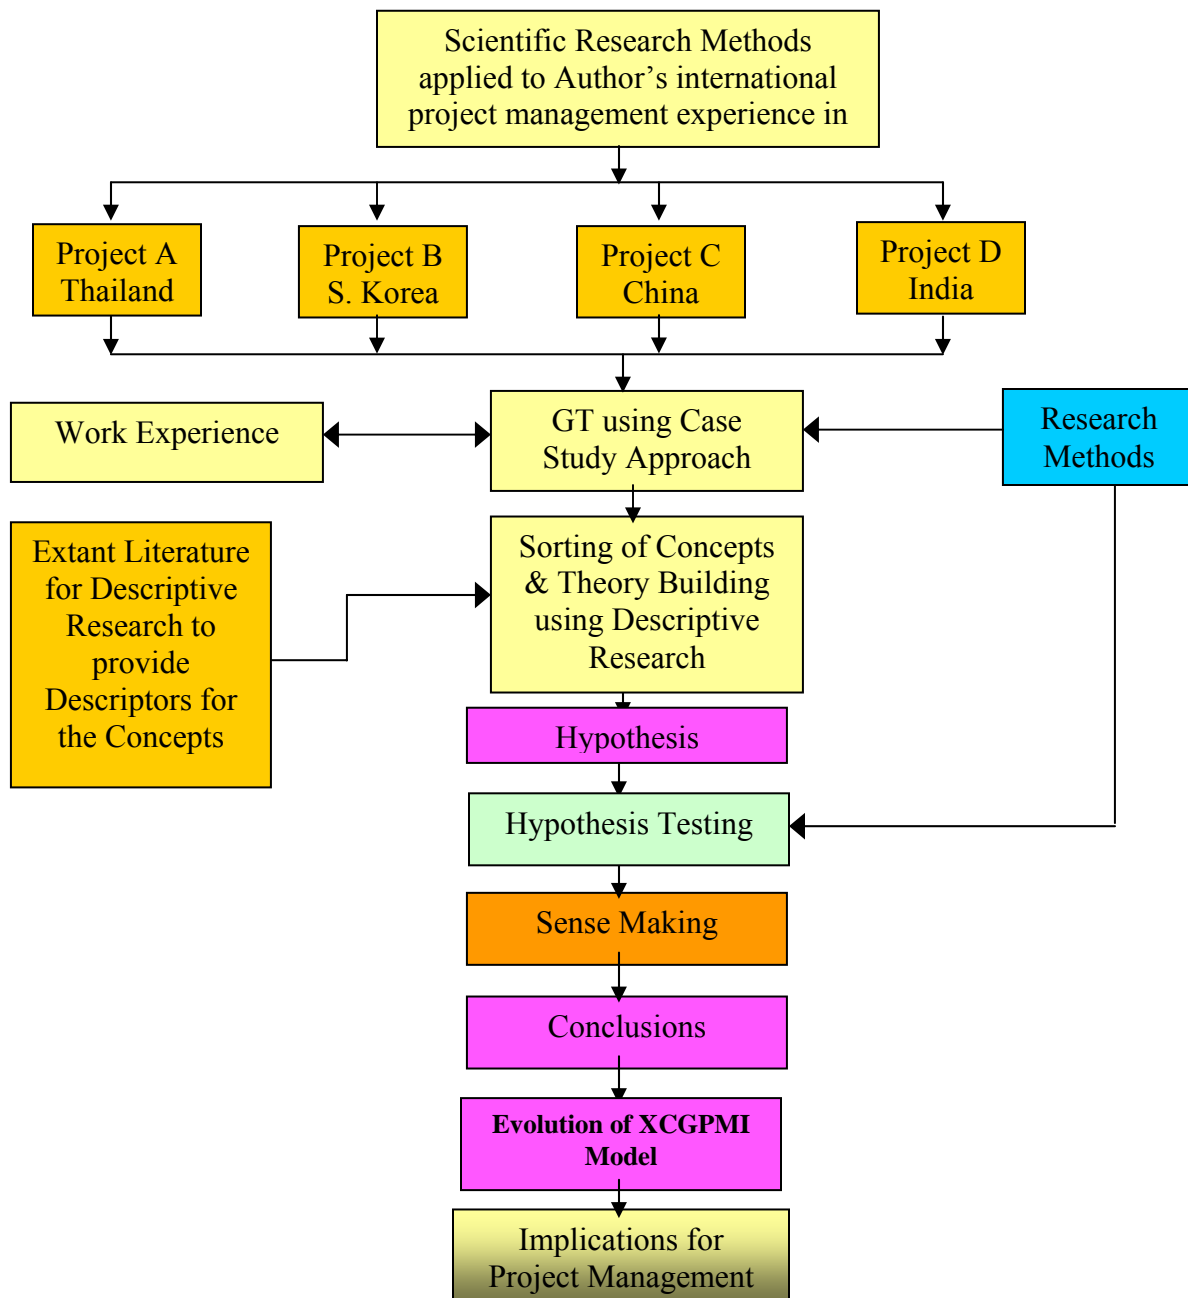 Scientific Research Methods
applied to Author’s international
project management experience in
Project A
Thailand
Project B
S. Korea
Project C
China
Project D
India
Work Experience
GT using Case
Study Approach
Research
Methods
Extant Literature
for Descriptive
Research to
provide
Descriptors for
the Concepts
Sorting of Concepts
& Theory Building
using Descriptive
Research
Hypothesis
Hypothesis Testing
Sense Making
Conclusions
Evolution of XCGPMI
Model
Implications for
Project Management